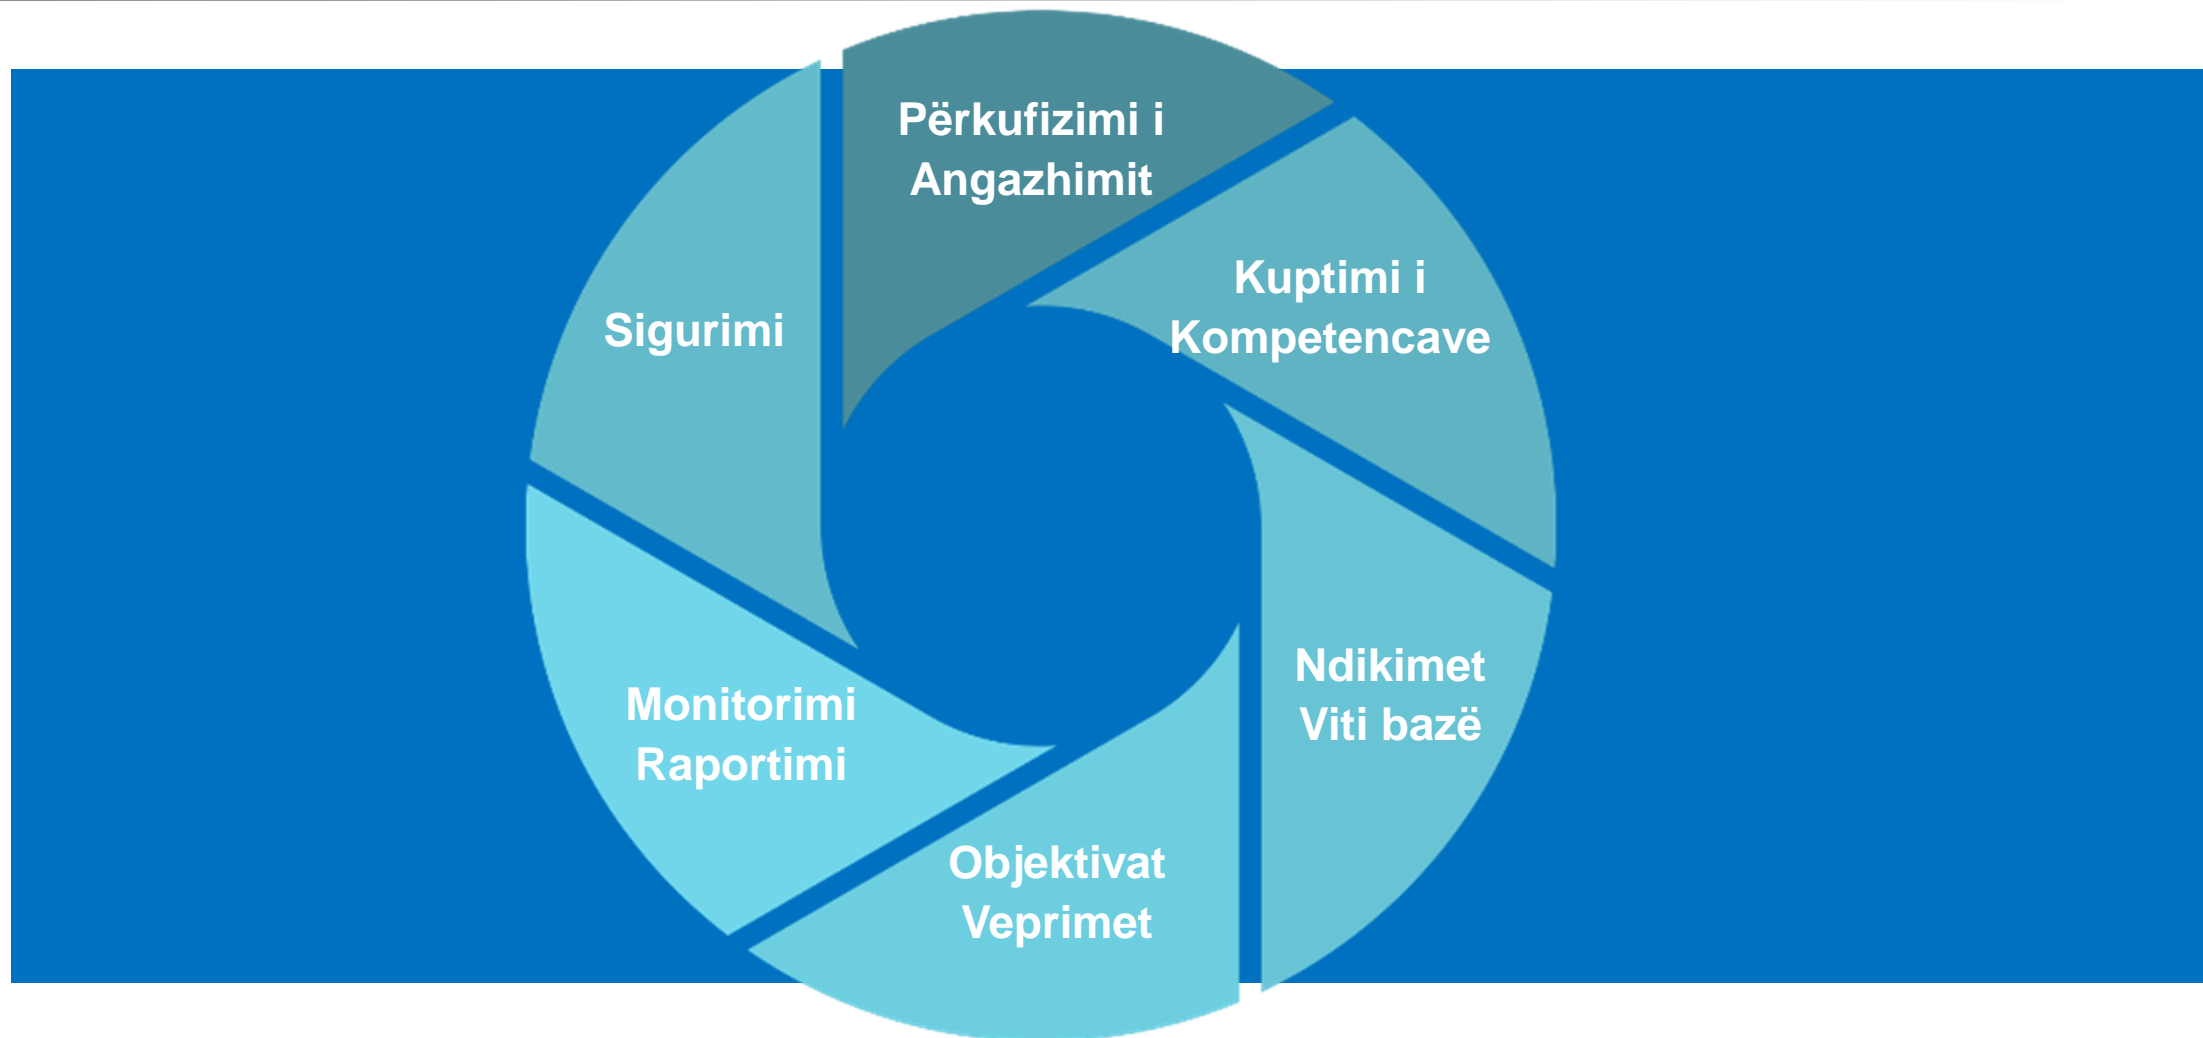 Përkufizimi i
Angazhimit
Kuptimi i
Kompetencave
Ndikimet
Viti bazë
Objektivat
Veprimet
Monitorimi
Raportimi
Sigurimi